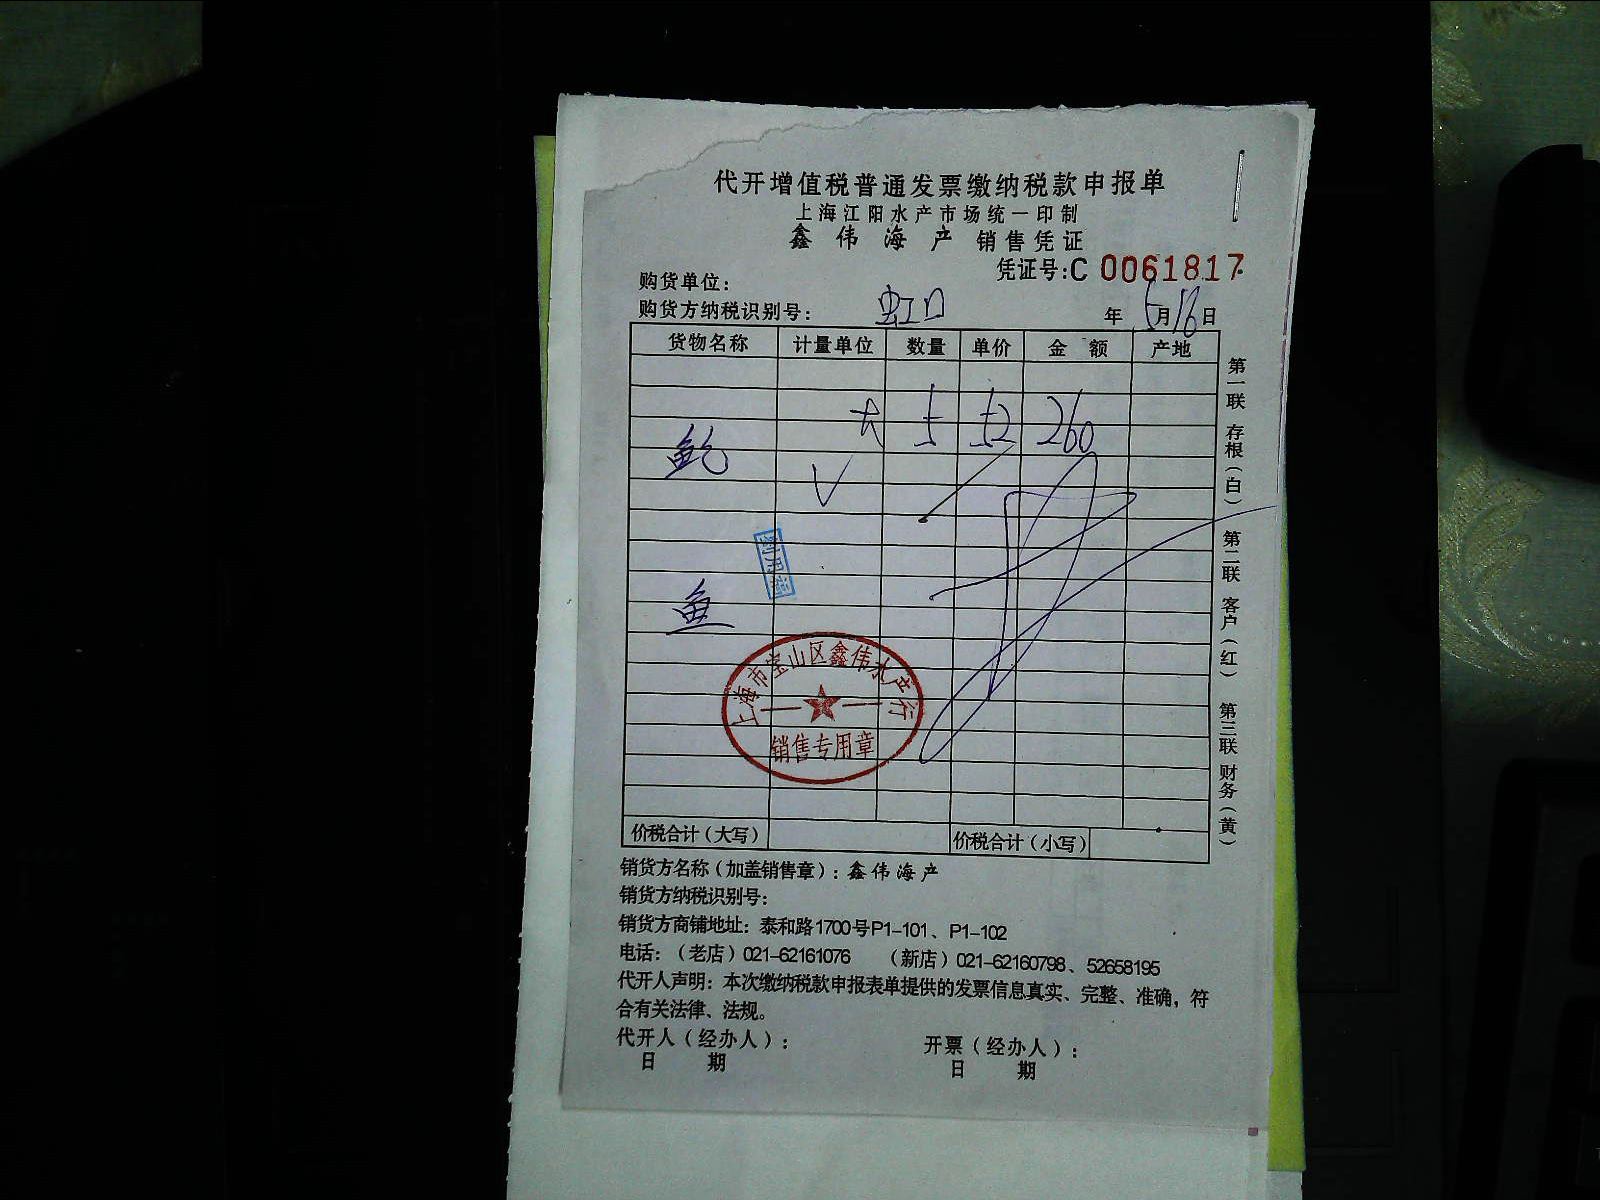 代开增值税普通发票缴纳税款申报单
上海江阳水产市场统一印制
鑫伟海产 销售凭证
凭证号:C 0061817
购货单位:
购货方纳税识别号: 虹口 年 5月16日
货物名称 计量单位 数量 单价 金额 产地
大 5 52 260
鲍
鱼
上海市宝山区鑫伟水产行
销售专用章
价税合计(大写) 价税合计(小写)
第一联 存根(白) 第二联 客户(红) 第三联 财务(黄)
销货方名称(加盖销售章): 鑫伟海产
销货方纳税识别号:
销货方商铺地址: 泰和路1700号P1-101、P1-102
电话:(老店)021-62161076 (新店)021-62160798、52658195
代开人声明: 本次缴纳税款申报表单提供的发票信息真实、完整、准确, 符
合有关法律、法规。
代开人(经办人): 开票(经办人):
日 期 日 期